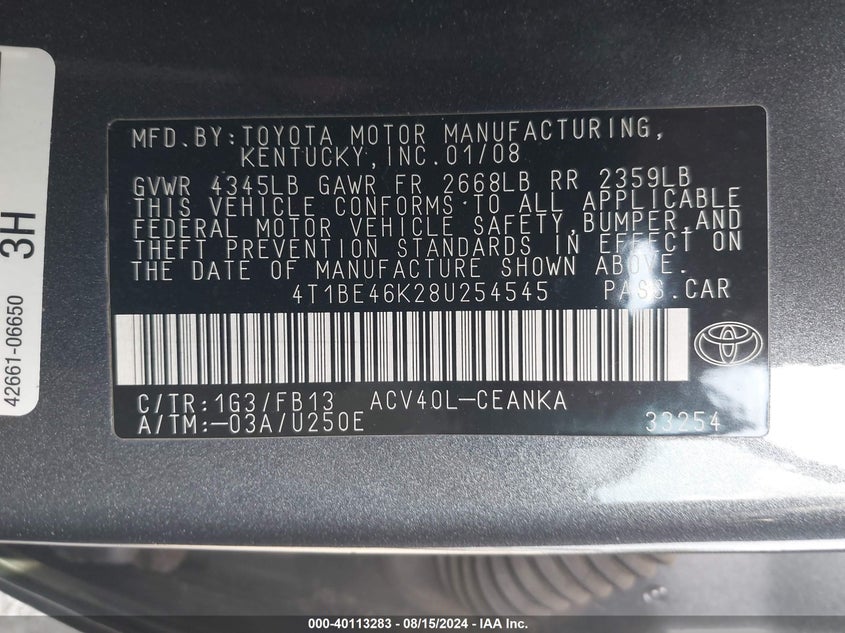 MFD.BY:TOYOTA MOTOR MANUFACTURING,
KENTUCKY,INC.01/08
GVWR 4345LB GAWR FR 2668LB RR 2359LB
THIS VEHICLE CONFORMS TO ALL APPLICABLE
FEDERAL MOTOR VEHICLE SAFETY,BUMPER,AND
THEFT PREVENTION STANDARDS IN EFFECT ON
THE DATE OF MANUFACTURE SHOWN ABOVE.
4T1BE46K28U254545 PASS.CAR
C/TR:1G3/FB13 ACV40L-CEANKA
A/TM:-03A/U250E 33254
42661-06650 3H
000-40113283 - 08/15/2024 - IAA Inc.